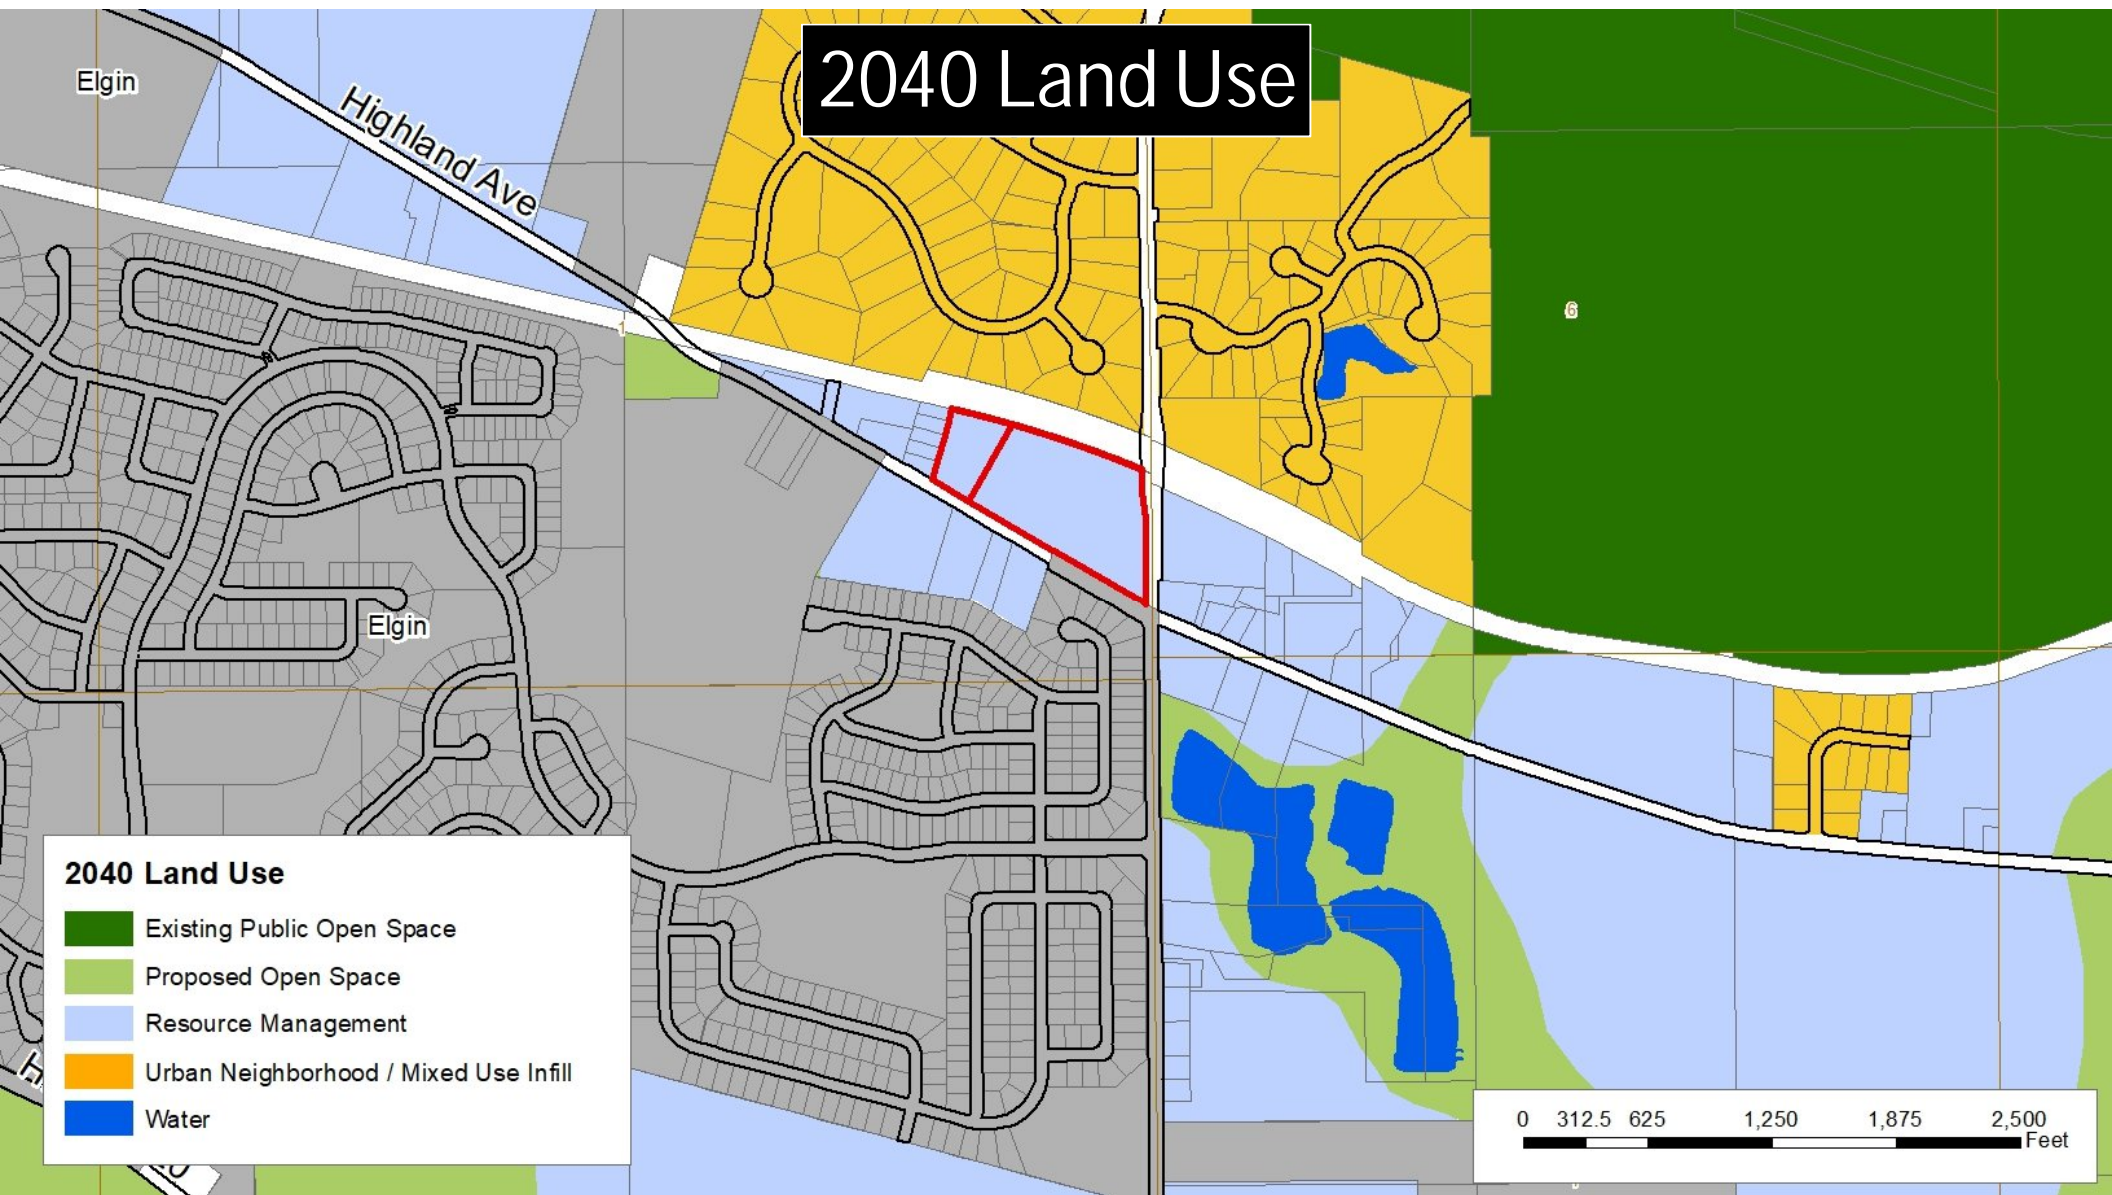 2040 Land Use
Elgin
Highland Ave
1
6
Elgin
2040 Land Use
Existing Public Open Space
Proposed Open Space
Resource Management
Urban Neighborhood / Mixed Use Infill
Water
0 312.5 625 1,250 1,875 2,500
Feet